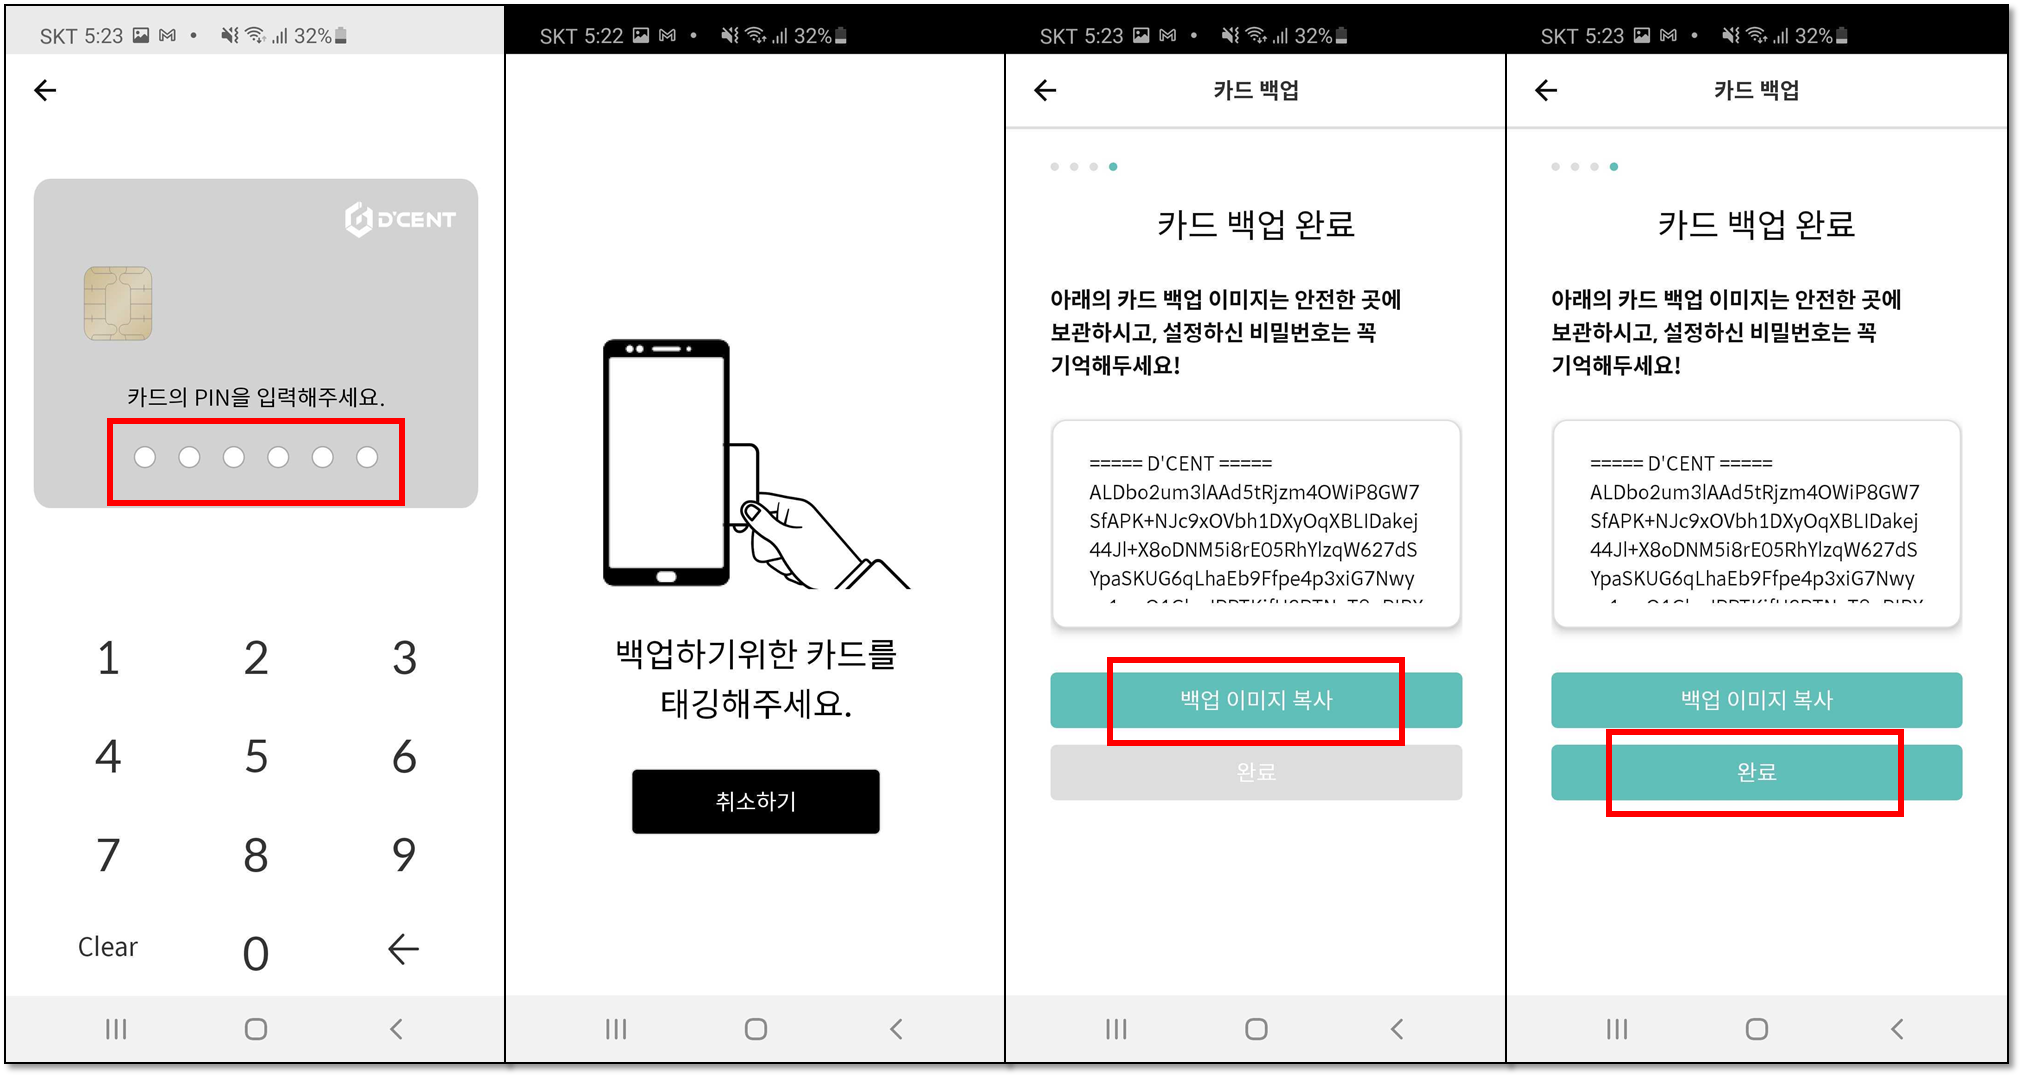 SKT 5:23 32%
D'CENT
카드의 PIN을 입력해주세요.
1 2 3
4 5 6
7 8 9
Clear 0
SKT 5:22 32%
백업하기위한 카드를
태깅해주세요.
취소하기
SKT 5:23 32%
카드 백업
카드 백업 완료
아래의 카드 백업 이미지는 안전한 곳에
보관하시고, 설정하신 비밀번호는 꼭
기억해두세요!
===== D'CENT =====
ALDbo2um3lAAd5tRjzm4OWiP8GW7
SfAPK+NJc9xOVbh1DXyOqXBLIDakej
44Jl+X8oDNM5i8rE05RhYlzqW627dS
YpaSKUG6qLhaEb9Ffpe4p3xiG7Nwy
백업 이미지 복사
완료
SKT 5:23 32%
카드 백업
카드 백업 완료
아래의 카드 백업 이미지는 안전한 곳에
보관하시고, 설정하신 비밀번호는 꼭
기억해두세요!
===== D'CENT =====
ALDbo2um3lAAd5tRjzm4OWiP8GW7
SfAPK+NJc9xOVbh1DXyOqXBLIDakej
44Jl+X8oDNM5i8rE05RhYlzqW627dS
YpaSKUG6qLhaEb9Ffpe4p3xiG7Nwy
백업 이미지 복사
완료